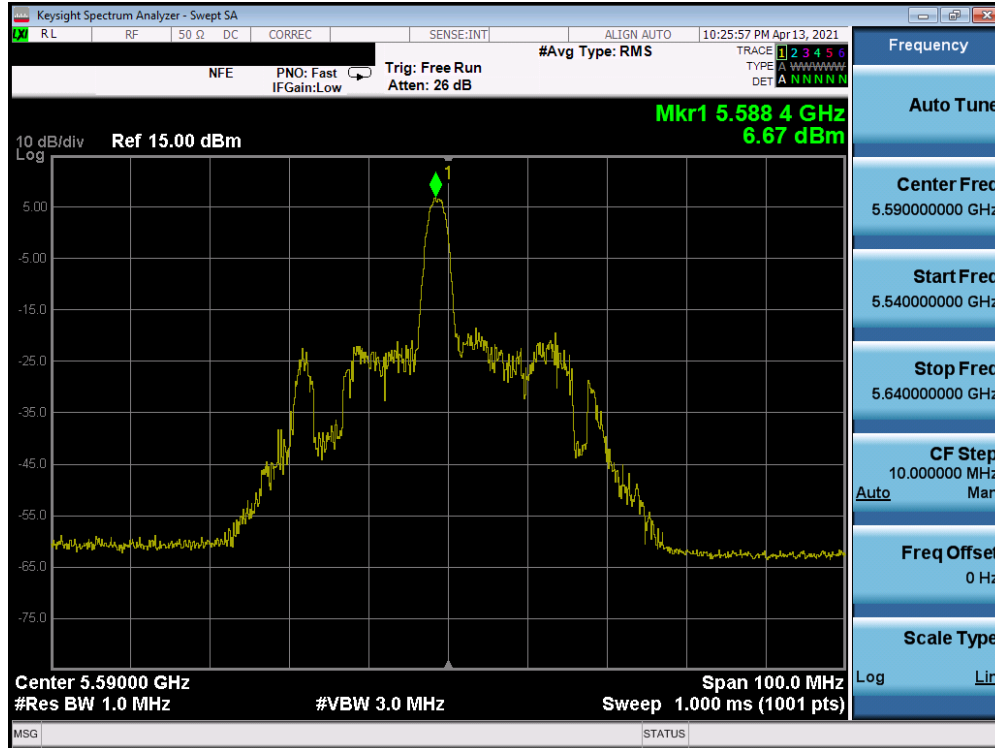 Keysight Spectrum Analyzer - Swept SA
LXI RL RF 50 Ω DC CORREC SENSE:INT ALIGN AUTO 10:25:57 PM Apr 13, 2021
#Avg Type: RMS TRACE 1 2 3 4 5 6
NFE PNO: Fast Trig: Free Run TYPE A WWWWW
IFGain:Low Atten: 26 dB DET A N N N N N
Mkr1 5.588 4 GHz
10 dB/div Ref 15.00 dBm 6.67 dBm
Log
1
5.00
-5.00
-15.0
-25.0
-35.0
-45.0
-55.0
-65.0
-75.0
Center 5.59000 GHz Span 100.0 MHz
#Res BW 1.0 MHz #VBW 3.0 MHz Sweep 1.000 ms (1001 pts)
MSG STATUS
Frequency
Auto Tune
Center Freq
5.590000000 GHz
Start Freq
5.540000000 GHz
Stop Freq
5.640000000 GHz
CF Step
10.000000 MHz
Auto Man
Freq Offset
0 Hz
Scale Type
Log Lin